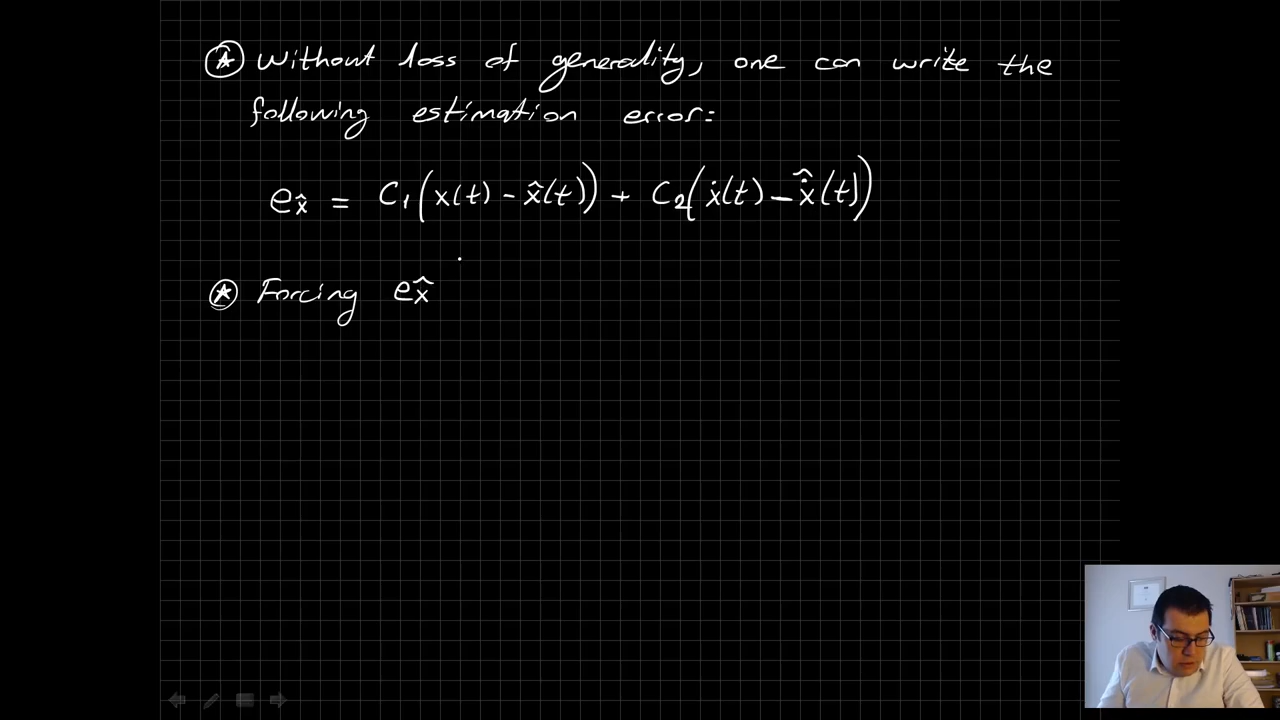 Without loss of generality, one can write the
following estimation error:
e_x̂ = C₁(x(t) - x̂(t)) + C₂(ẋ(t) - ẋ̂(t))
Forcing e_x̂